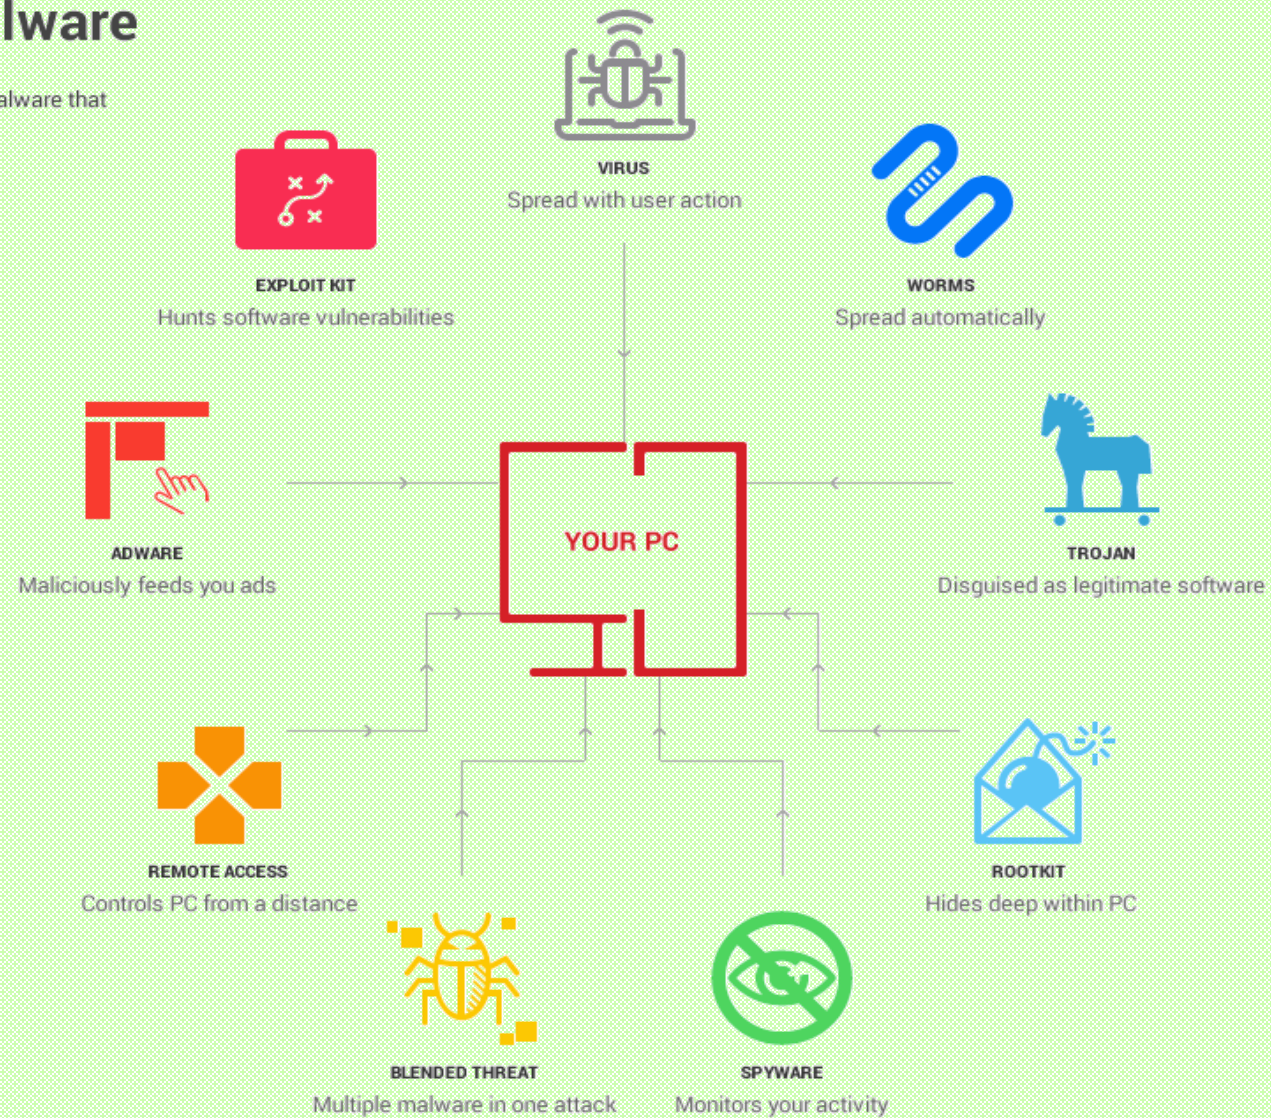 lware
alware that
VIRUS
Spread with user action
EXPLOIT KIT
Hunts software vulnerabilities
WORMS
Spread automatically
ADWARE
Maliciously feeds you ads
YOUR PC
TROJAN
Disguised as legitimate software
REMOTE ACCESS
Controls PC from a distance
ROOTKIT
Hides deep within PC
BLENDED THREAT
Multiple malware in one attack
SPYWARE
Monitors your activity